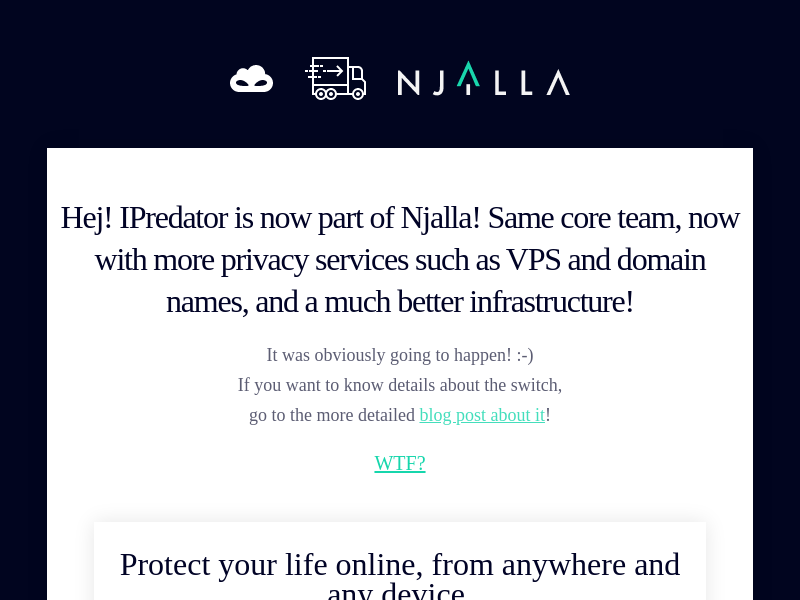 NJALLA
Hej! IPredator is now part of Njalla! Same core team, now
with more privacy services such as VPS and domain
names, and a much better infrastructure!
It was obviously going to happen! :-)
If you want to know details about the switch,
go to the more detailed blog post about it!
WTF?
Protect your life online, from anywhere and
any device